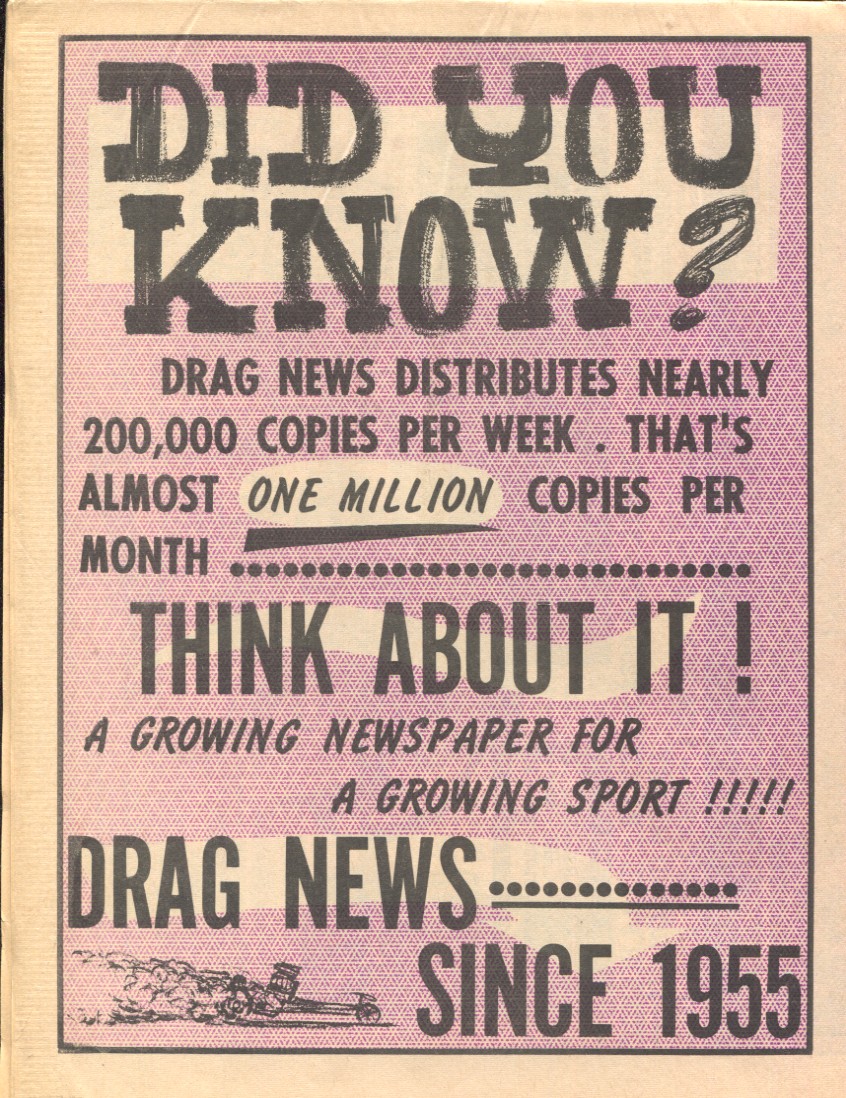 DID YOU
KNOW?
DRAG NEWS DISTRIBUTES NEARLY
200,000 COPIES PER WEEK . THAT'S
ALMOST ONE MILLION COPIES PER
MONTH ..............................
THINK ABOUT IT !
A GROWING NEWSPAPER FOR
A GROWING SPORT !!!!!
DRAG NEWS..............
SINCE 1955